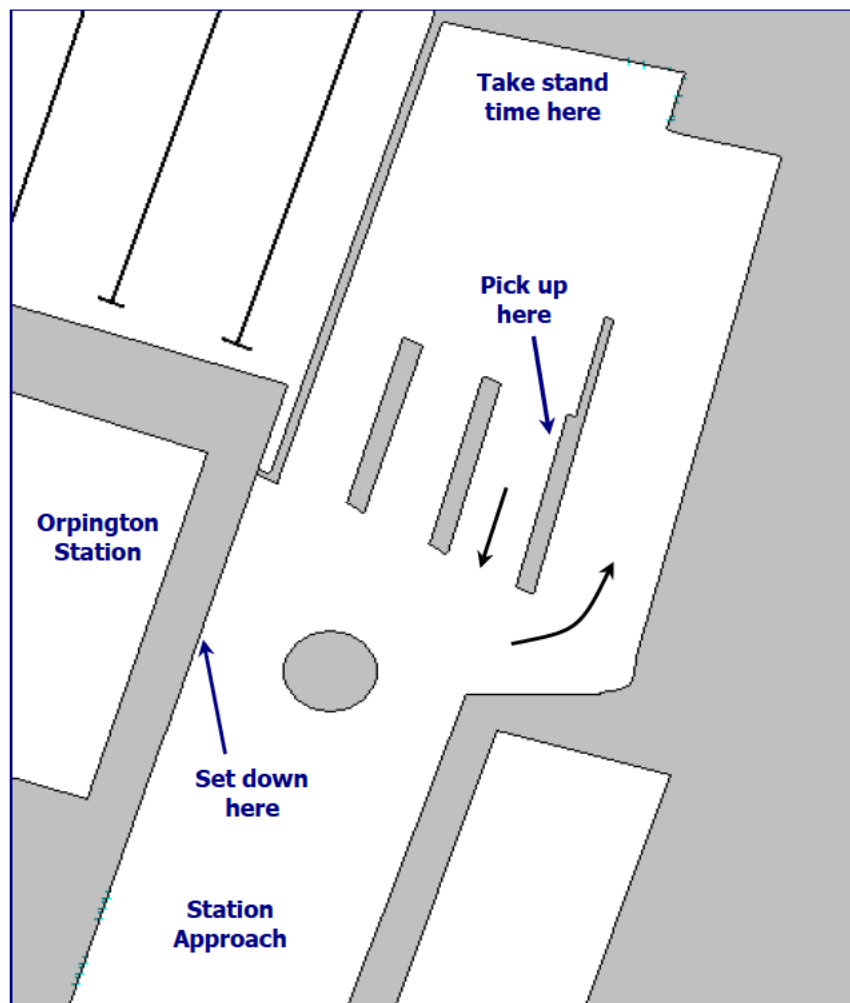 Take stand
time here
Pick up
here
Orpington
Station
Set down
here
Station
Approach